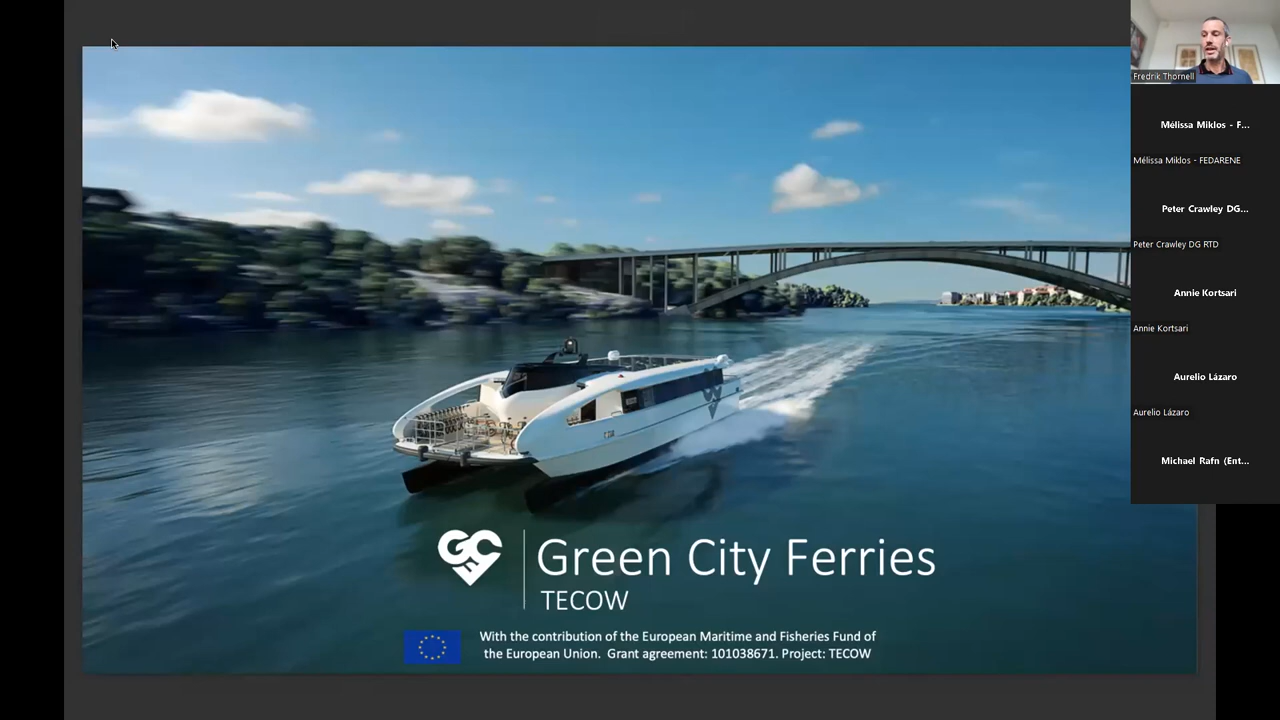 Fredrik Thornell
Mélissa Miklos - F...
Mélissa Miklos - FEDARENE
Peter Crawley DG...
Peter Crawley DG RTD
Annie Kortsari
Annie Kortsari
Aurelio Lázaro
Aurelio Lázaro
Michael Rafn (Ent...
GCF
Green City Ferries
TECOW
With the contribution of the European Maritime and Fisheries Fund of
the European Union. Grant agreement: 101038671. Project: TECOW